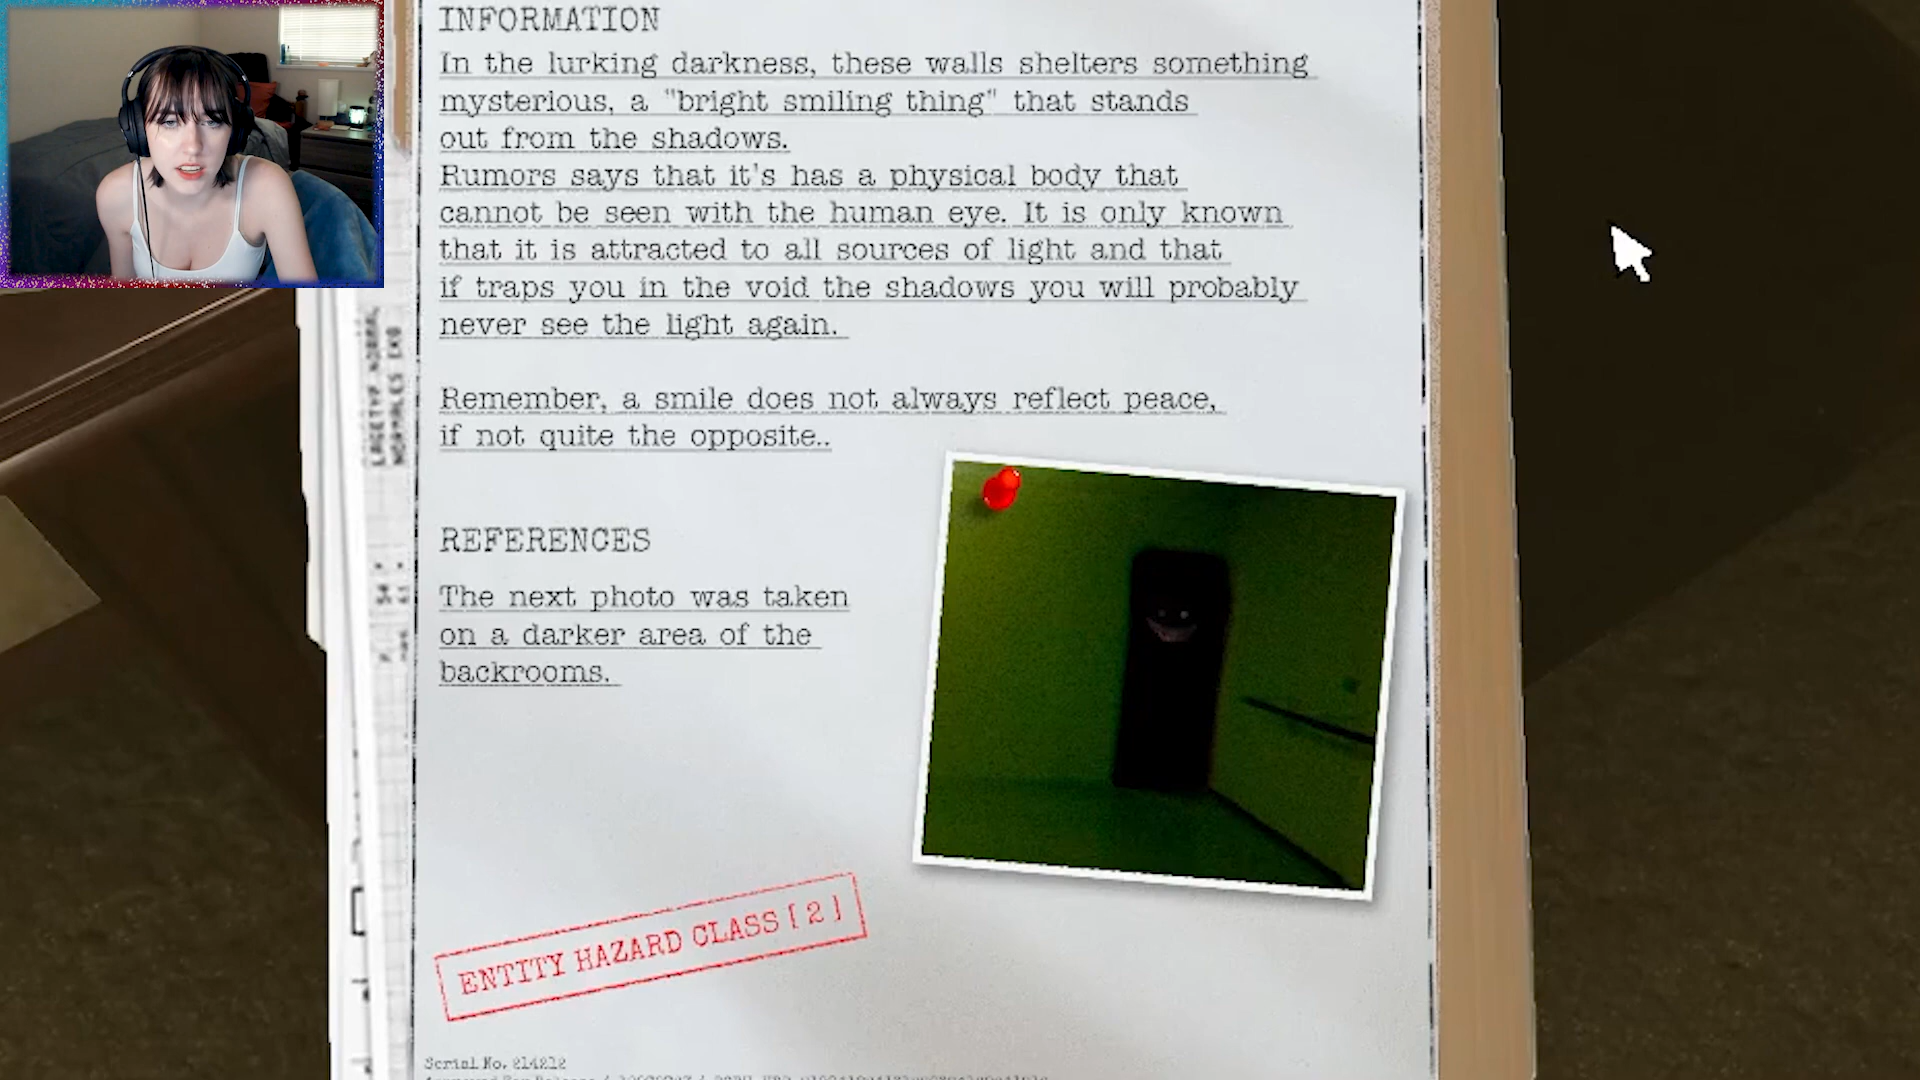 INFORMATION
In the lurking darkness, these walls shelters something
mysterious, a "bright smiling thing" that stands
out from the shadows.
Rumors says that it's has a physical body that
cannot be seen with the human eye. It is only known
that it is attracted to all sources of light and that
if traps you in the void the shadows you will probably
never see the light again.
Remember, a smile does not always reflect peace,
if not quite the opposite..
REFERENCES
The next photo was taken
on a darker area of the
backrooms.
ENTITY HAZARD CLASS [2]
Serial No. 214212